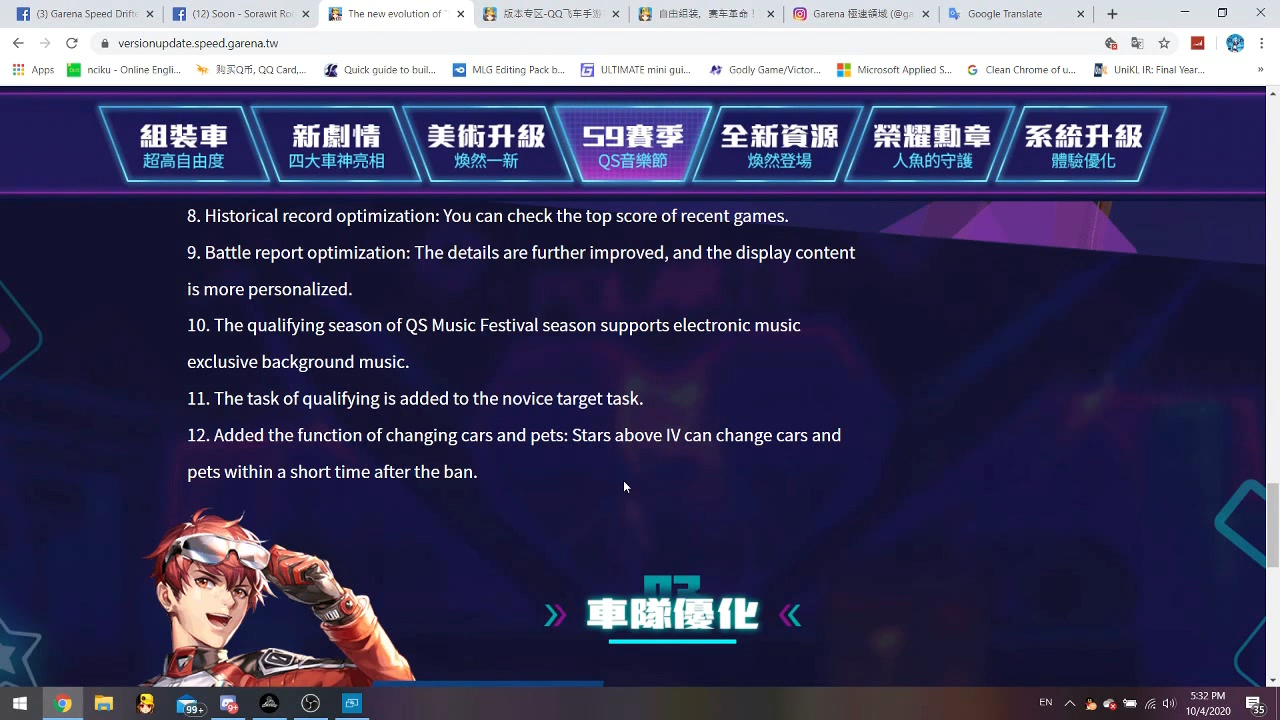 (3) Garena Drift
(12) Son - Garen
The new evolution of "
版本专区-QQ飞车手游
自由组装，赛车革命！
Garena 極速領域 (@ga
Google Translate
versionupdate.speed.garena.tw
Apps
nciku - Online Engli...
购买QB, QQ Card,...
Quick guide to buil...
MLG Editing Pack b...
ULTIMATE mini gui...
Godly Game/Victor...
Microsoft Applied S...
Clean Chrome of u...
UniKL IR: Final Year...
»
組裝車
超高自由度
新劇情
四大車神亮相
美術升級
煥然一新
S9賽季
QS音樂節
全新資源
煥然登場
榮耀勳章
人魚的守護
系統升級
體驗優化
8. Historical record optimization: You can check the top score of recent games.
9. Battle report optimization: The details are further improved, and the display content
is more personalized.
10. The qualifying season of QS Music Festival season supports electronic music
exclusive background music.
11. The task of qualifying is added to the novice target task.
12. Added the function of changing cars and pets: Stars above IV can change cars and
pets within a short time after the ban.
車隊優化
99+
EN
5:32 PM
10/4/2020
35